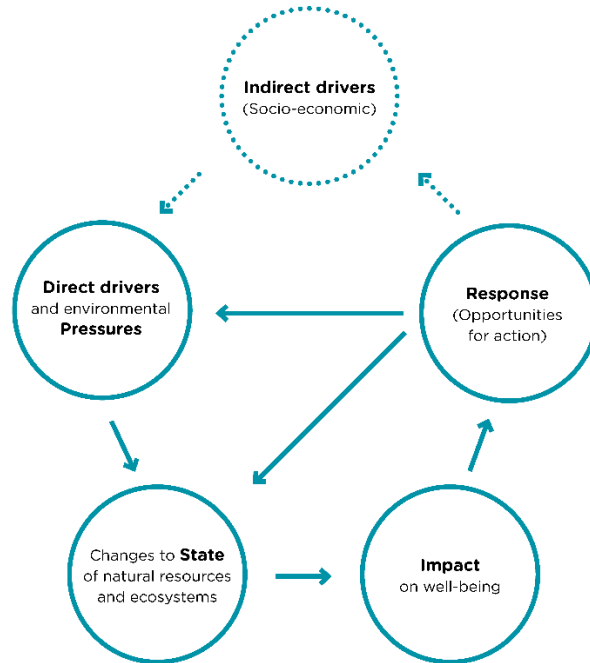 Indirect drivers
(Socio-economic)
Direct drivers
and environmental
Pressures
Response
(Opportunities
for action)
Changes to State
of natural resources
and ecosystems
Impact
on well-being